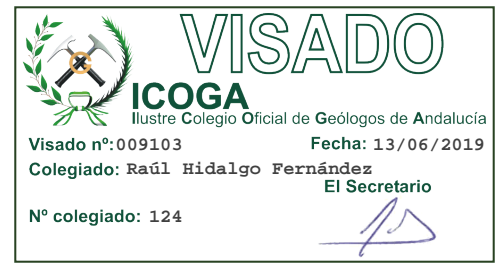 VISADO
ICOGA
Ilustre Colegio Oficial de Geólogos de Andalucía
Visado nº:009103 Fecha: 13/06/2019
Colegiado: Raúl Hidalgo Fernández
El Secretario
Nº colegiado: 124